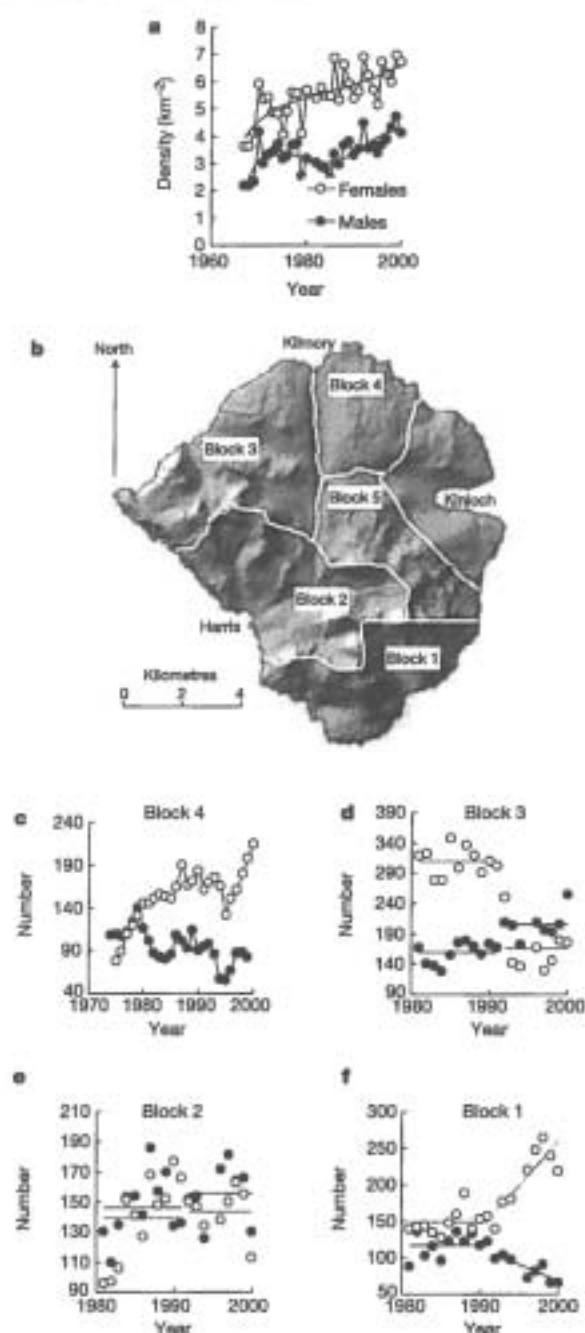 a
8
7
6
5
4
3
2
1
0
Density (km⁻²)
Females
Males
1960
1980
2000
Year
b
North
Kilmory
Block 4
Block 3
Block 5
Kinloch
Block 2
Harris
Block 1
Kilometres
0 2 4
c
Block 4
240
190
140
90
40
Number
1970 1980 1990 2000
Year
d
Block 3
390
340
290
240
190
140
90
Number
1980 1990 2000
Year
e
Block 2
210
190
170
150
130
110
90
Number
1980 1990 2000
Year
f
Block 1
300
250
200
150
100
50
Number
1980 1990 2000
Year